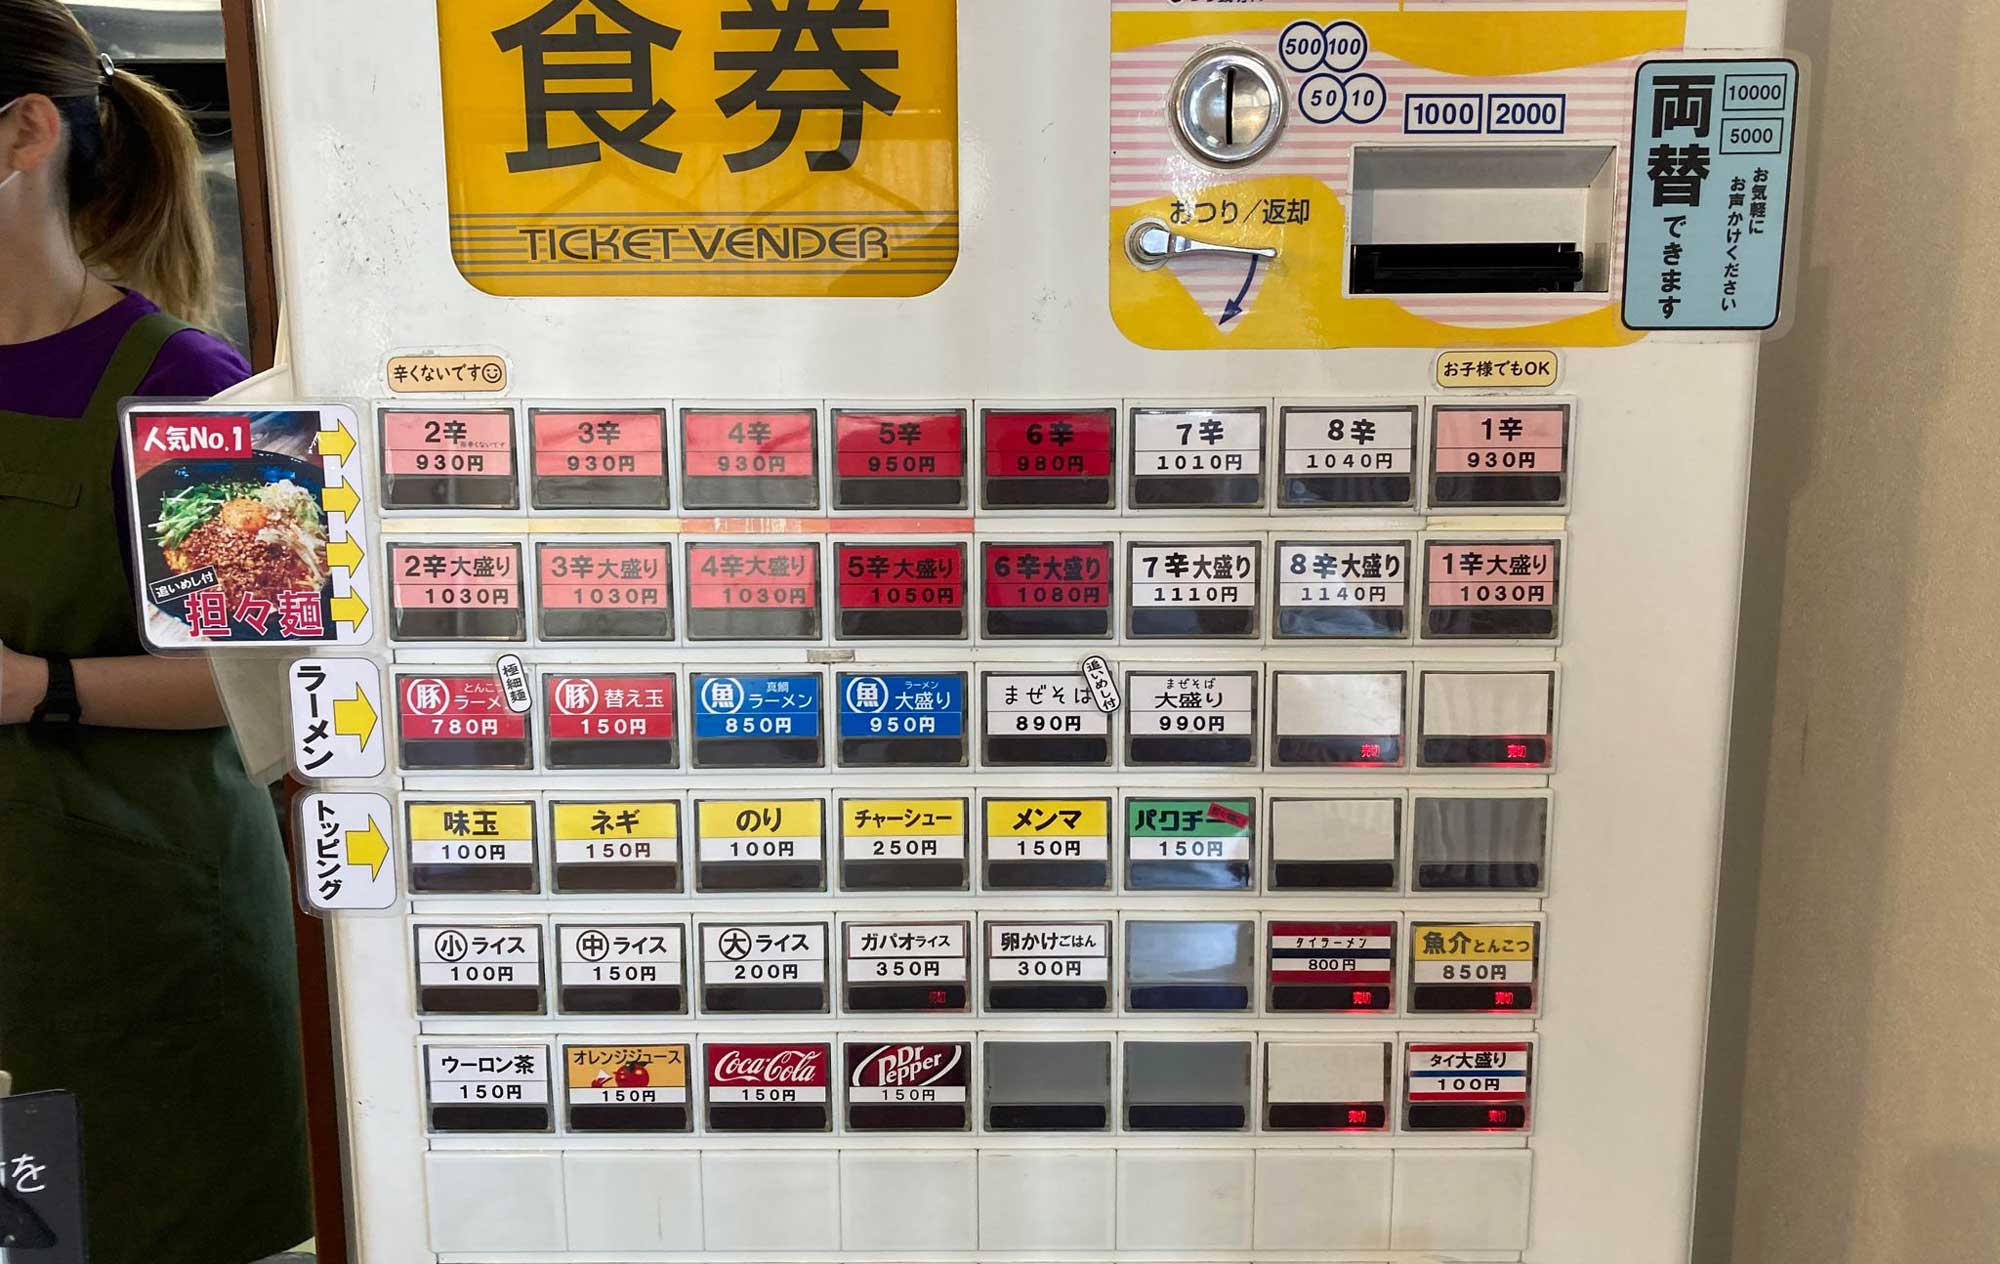 食券
TICKET VENDER
500 100
50 10
1000 2000
おつり/返却
両替できます
10000
5000
お気軽に
お声かけください
辛くないです
お子様でもOK
人気No.1
追いめし付
担々麺
2辛 3辛 4辛 5辛 6辛 7辛 8辛 1辛
930円 930円 930円 950円 980円 1010円 1040円 930円
2辛大盛り 3辛大盛り 4辛大盛り 5辛大盛り 6辛大盛り 7辛大盛り 8辛大盛り 1辛大盛り
1030円 1030円 1030円 1050円 1080円 1110円 1140円 1030円
ラーメン
極細麺
追いめし付
豚 とんこつ ラーメン 豚 替え玉 魚 真鯛 ラーメン 魚 ラーメン 大盛り まぜそば まぜそば 大盛り
780円 150円 850円 950円 890円 990円
売切 売切
トッピング
味玉 ネギ のり チャーシュー メンマ パクチー
100円 150円 100円 250円 150円 150円
小ライス 中ライス 大ライス ガパオライス 卵かけごはん タイラーメン 魚介とんこつ
100円 150円 200円 350円 300円 800円 850円
売切 売切 売切
ウーロン茶 オレンジジュース Coca-Cola Dr Pepper タイ大盛り
150円 150円 150円 150円 100円
売切 売切
を